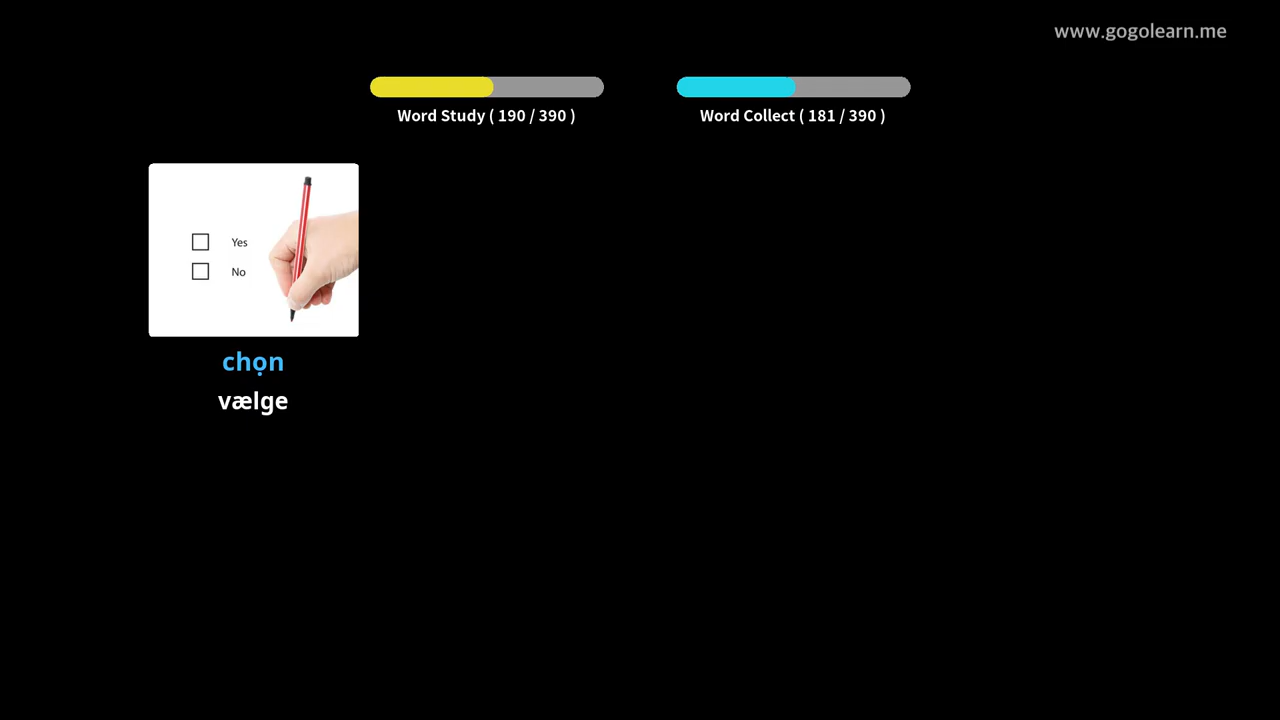 www.gogolearn.me
Word Study ( 190 / 390 )
Word Collect ( 181 / 390 )
Yes
No
chọn
vælge